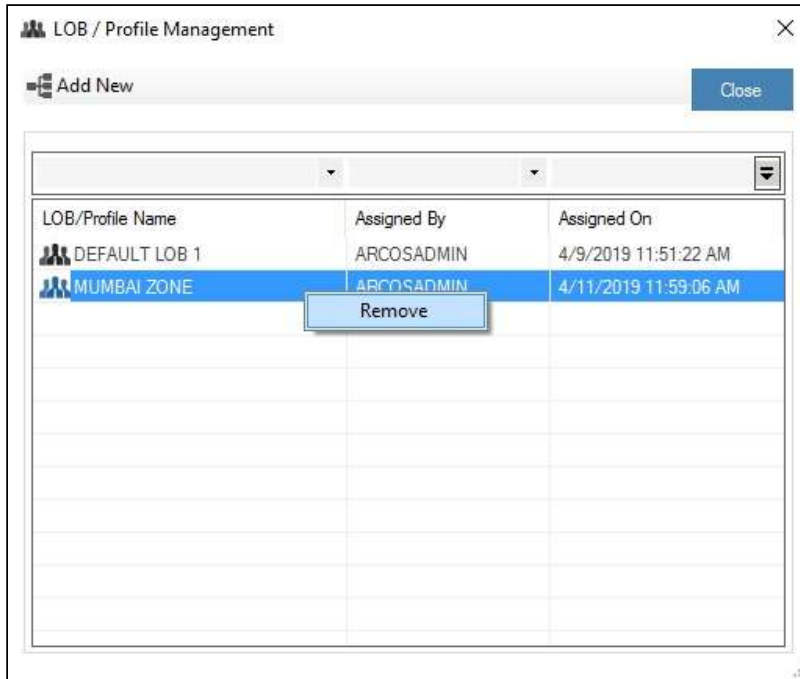 LOB / Profile Management
Add New
Close
LOB/Profile Name Assigned By Assigned On
DEFAULT LOB 1 ARCOSADMIN 4/9/2019 11:51:22 AM
MUMBAI ZONE ARCOSADMIN 4/11/2019 11:59:06 AM
Remove